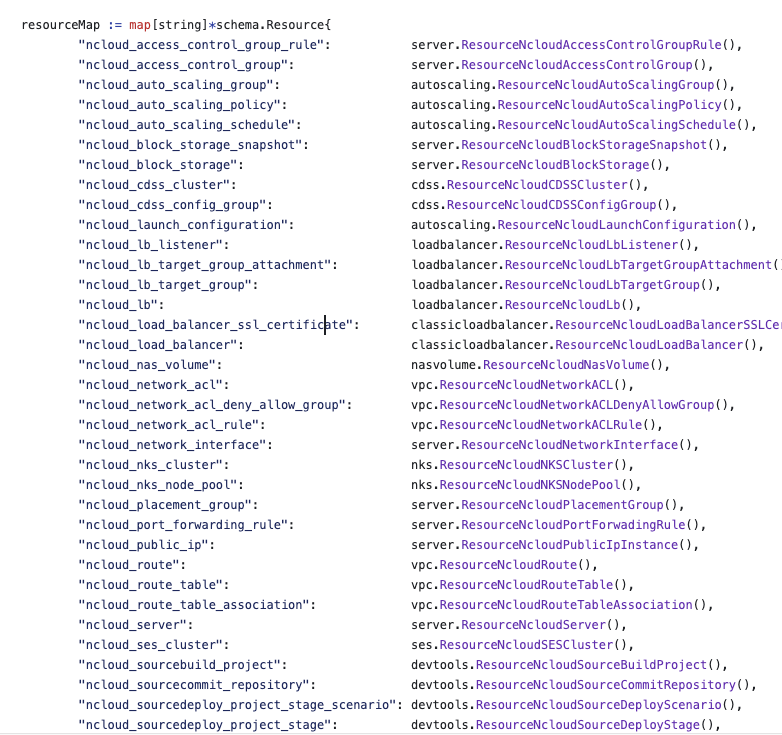 resourceMap := map[string]*schema.Resource{
"ncloud_access_control_group_rule": server.ResourceNcloudAccessControlGroupRule(),
"ncloud_access_control_group": server.ResourceNcloudAccessControlGroup(),
"ncloud_auto_scaling_group": autoscaling.ResourceNcloudAutoScalingGroup(),
"ncloud_auto_scaling_policy": autoscaling.ResourceNcloudAutoScalingPolicy(),
"ncloud_auto_scaling_schedule": autoscaling.ResourceNcloudAutoScalingSchedule(),
"ncloud_block_storage_snapshot": server.ResourceNcloudBlockStorageSnapshot(),
"ncloud_block_storage": server.ResourceNcloudBlockStorage(),
"ncloud_cdss_cluster": cdss.ResourceNcloudCDSSCluster(),
"ncloud_cdss_config_group": cdss.ResourceNcloudCDSSConfigGroup(),
"ncloud_launch_configuration": autoscaling.ResourceNcloudLaunchConfiguration(),
"ncloud_lb_listener": loadbalancer.ResourceNcloudLbListener(),
"ncloud_lb_target_group_attachment": loadbalancer.ResourceNcloudLbTargetGroupAttachment(
"ncloud_lb_target_group": loadbalancer.ResourceNcloudLbTargetGroup(),
"ncloud_lb": loadbalancer.ResourceNcloudLb(),
"ncloud_load_balancer_ssl_certificate": classicloadbalancer.ResourceNcloudLoadBalancerSSLCe
"ncloud_load_balancer": classicloadbalancer.ResourceNcloudLoadBalancer(),
"ncloud_nas_volume": nasvolume.ResourceNcloudNasVolume(),
"ncloud_network_acl": vpc.ResourceNcloudNetworkACL(),
"ncloud_network_acl_deny_allow_group": vpc.ResourceNcloudNetworkACLDenyAllowGroup(),
"ncloud_network_acl_rule": vpc.ResourceNcloudNetworkACLRule(),
"ncloud_network_interface": server.ResourceNcloudNetworkInterface(),
"ncloud_nks_cluster": nks.ResourceNcloudNKSCluster(),
"ncloud_nks_node_pool": nks.ResourceNcloudNKSNodePool(),
"ncloud_placement_group": server.ResourceNcloudPlacementGroup(),
"ncloud_port_forwarding_rule": server.ResourceNcloudPortForwadingRule(),
"ncloud_public_ip": server.ResourceNcloudPublicIpInstance(),
"ncloud_route": vpc.ResourceNcloudRoute(),
"ncloud_route_table": vpc.ResourceNcloudRouteTable(),
"ncloud_route_table_association": vpc.ResourceNcloudRouteTableAssociation(),
"ncloud_server": server.ResourceNcloudServer(),
"ncloud_ses_cluster": ses.ResourceNcloudSESCluster(),
"ncloud_sourcebuild_project": devtools.ResourceNcloudSourceBuildProject(),
"ncloud_sourcecommit_repository": devtools.ResourceNcloudSourceCommitRepository(),
"ncloud_sourcedeploy_project_stage_scenario": devtools.ResourceNcloudSourceDeployScenario(),
"ncloud_sourcedeploy_project_stage": devtools.ResourceNcloudSourceDeployStage(),